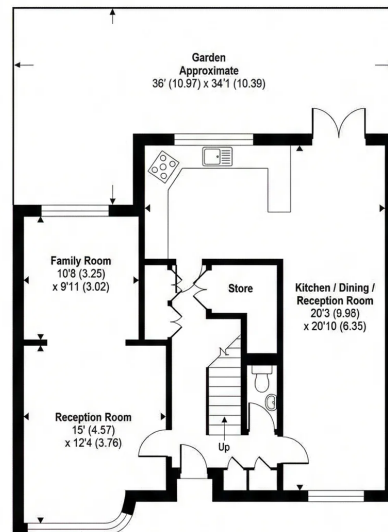 Garden
Approximate
36' (10.97) x 34'1 (10.39)
Family Room
10'8 (3.25)
x 9'11 (3.02)
Store
Kitchen / Dining /
Reception Room
20'3 (9.98)
x 20'10 (6.35)
Reception Room
15' (4.57)
x 12'4 (3.76)
Up